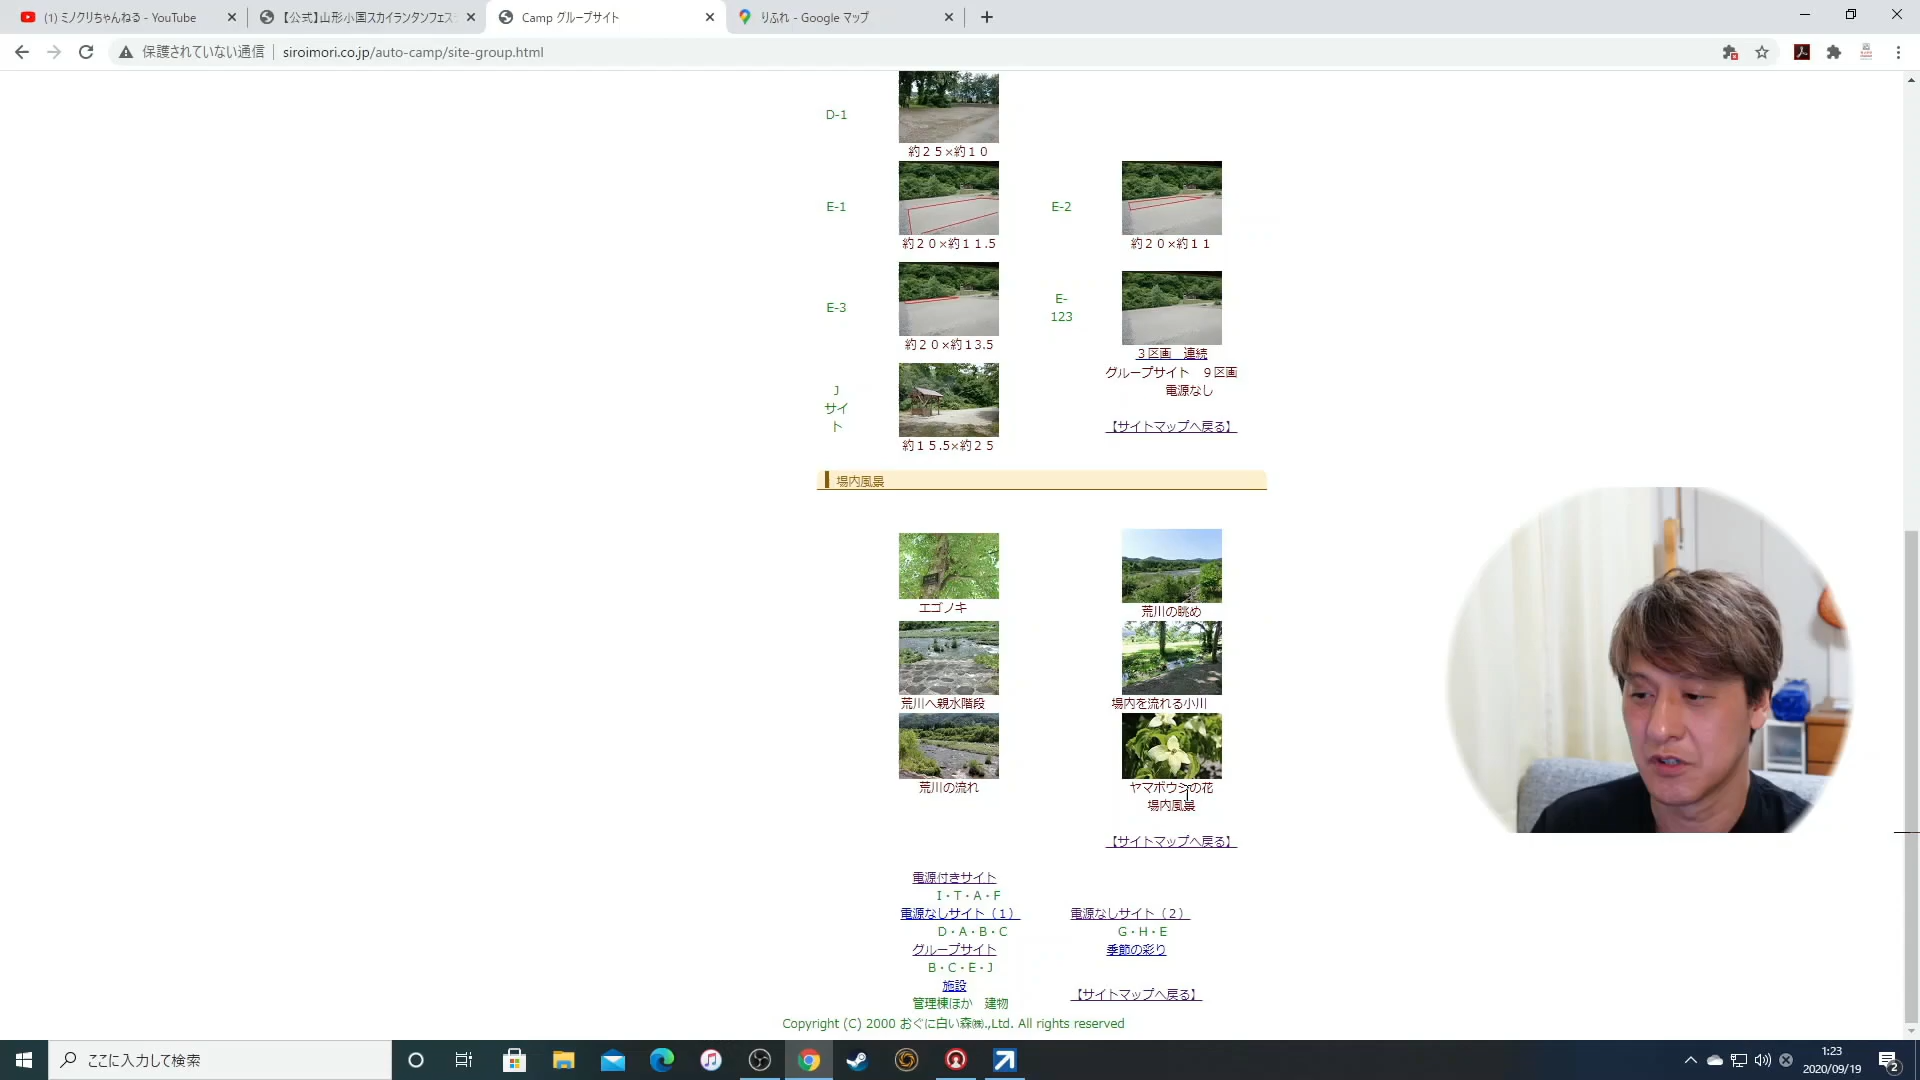 (1) ミノクリちゃんねる - YouTube
【公式】山形小国スカイランタンフェス
Camp グループサイト
りふれ - Google マップ
保護されていない通信 siroimori.co.jp/auto-camp/site-group.html
D-1
約２５×約１０
E-1
約２０×約１１.５
E-2
約２０×約１１
E-3
約２０×約13.5
E-
123
３区画　連続
グループサイト　９区画
電源なし
J
サイ
ト
約１５.５×約２５
【サイトマップへ戻る】
場内風景
エゴノキ
荒川の眺め
荒川へ親水階段
場内を流れる小川
荒川の流れ
ヤマボウシの花
場内風景
【サイトマップへ戻る】
電源付きサイト
I・T・A・F
電源なしサイト（１）
電源なしサイト（２）
D・A・B・C
G・H・E
グループサイト
季節の彩り
B・C・E・J
施設
【サイトマップへ戻る】
管理棟ほか　建物
Copyright (C) 2000 おぐに白い森㈱.,Ltd. All rights reserved
ここに入力して検索
1:23
2020/09/19
2